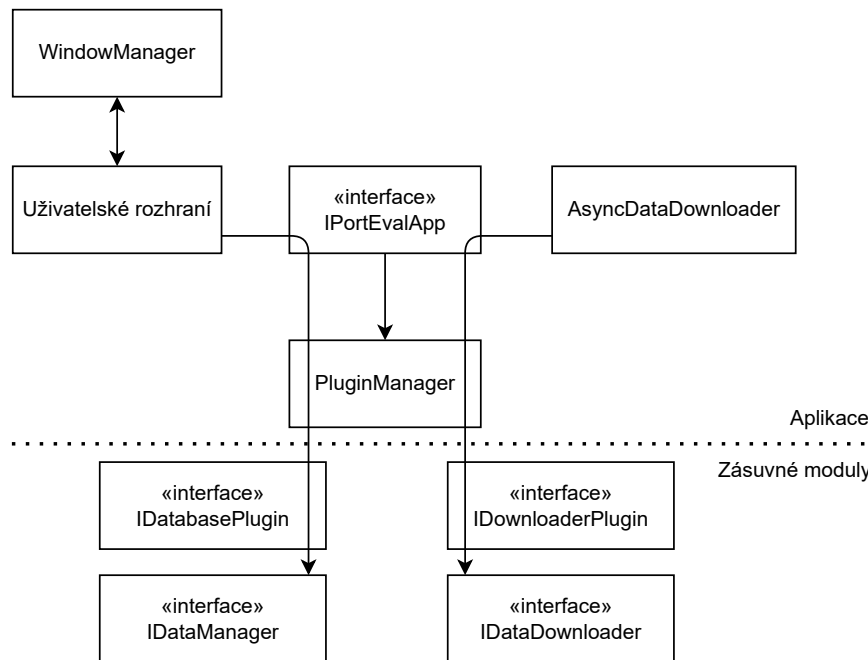 WindowManager
Uživatelské rozhraní
«interface»
IPortEvalApp
AsyncDataDownloader
PluginManager
Aplikace
Zásuvné moduly
«interface»
IDatabasePlugin
«interface»
IDownloaderPlugin
«interface»
IDataManager
«interface»
IDataDownloader